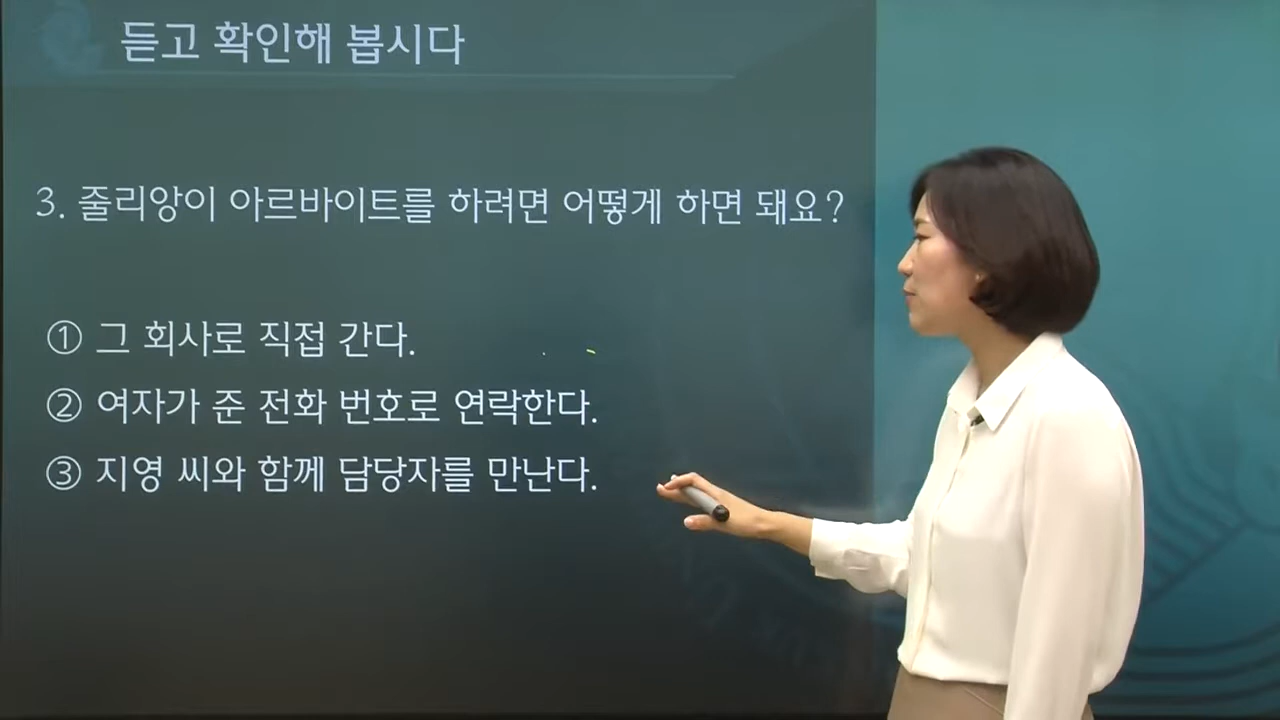 듣고 확인해 봅시다
3. 줄리앙이 아르바이트를 하려면 어떻게 하면 돼요?
① 그 회사로 직접 간다.
② 여자가 준 전화 번호로 연락한다.
③ 지영 씨와 함께 담당자를 만난다.